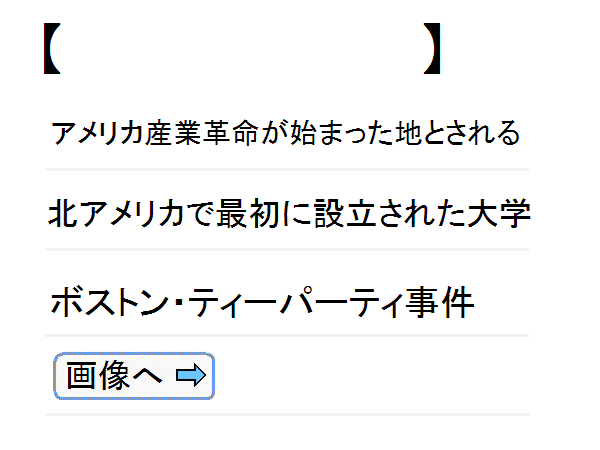 【 】
アメリカ産業革命が始まった地とされる
北アメリカで最初に設立された大学
ボストン・ティーパーティ事件
画像へ